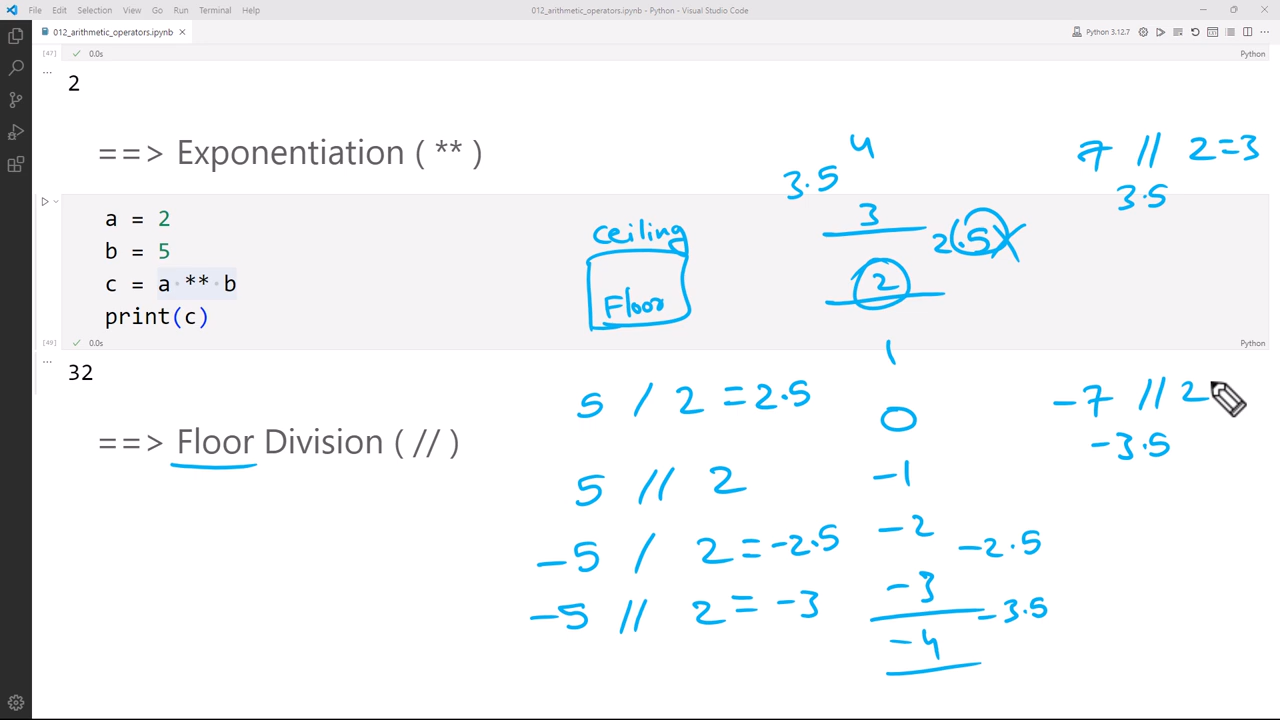 File Edit Selection View Go Run Terminal Help
012_arithmetic_operators.ipynb - Python - Visual Studio Code
012_arithmetic_operators.ipynb
Python 3.12.7
[47] 0.0s Python
2
==> Exponentiation ( ** )
a = 2
b = 5
c = a ** b
print(c)
[49] 0.0s Python
32
==> Floor Division ( // )
ceiling
Floor
5 / 2 = 2.5
5 // 2
-5 / 2 = -2.5
-5 // 2 = -3
4
3.5
3
2.5
2
1
0
-1
-2
-2.5
-3
-3.5
-4
7 // 2 = 3
3.5
-7 // 2
-3.5